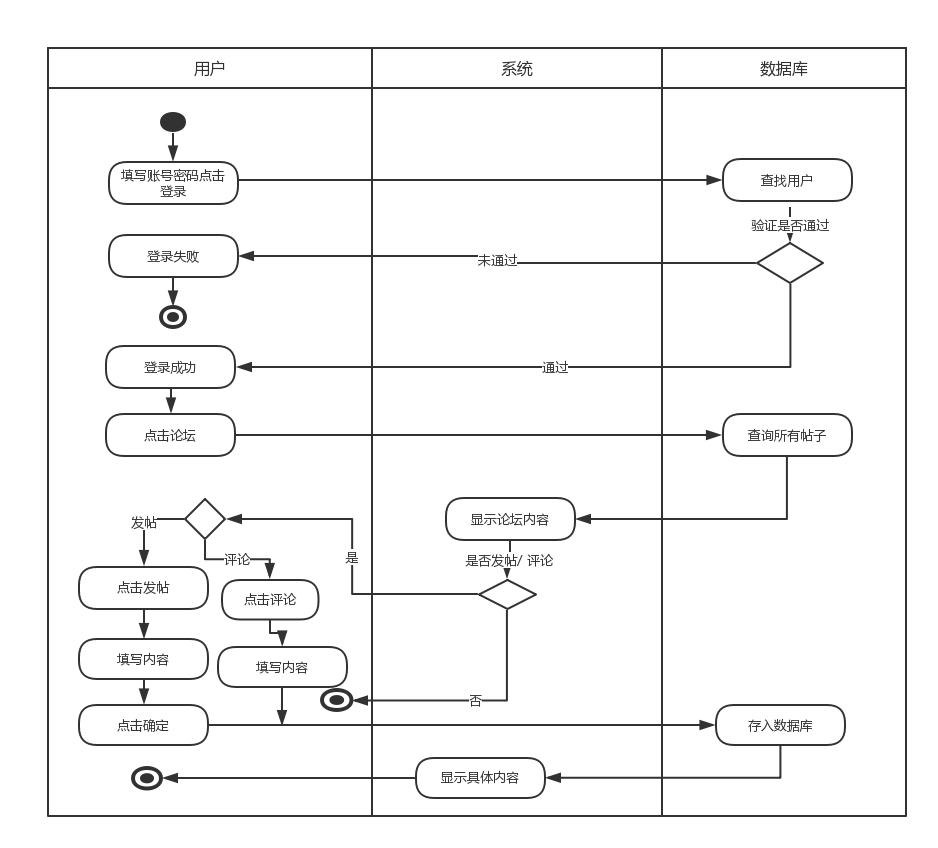 用户
系统
数据库
填写账号密码点击
登录
查找用户
验证是否通过
登录失败
未通过
登录成功
通过
点击论坛
查询所有帖子
发帖
显示论坛内容
评论
是
是否发帖/ 评论
点击发帖
点击评论
填写内容
填写内容
否
点击确定
存入数据库
显示具体内容